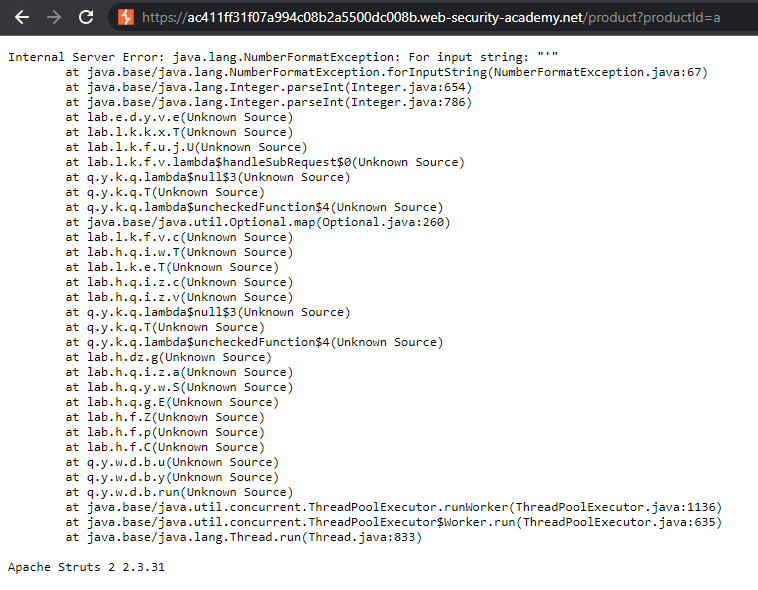 https://ac411ff31f07a994c08b2a5500dc008b.web-security-academy.net/product?productId=a
Internal Server Error: java.lang.NumberFormatException: For input string: "'"
at java.base/java.lang.NumberFormatException.forInputString(NumberFormatException.java:67)
at java.base/java.lang.Integer.parseInt(Integer.java:654)
at java.base/java.lang.Integer.parseInt(Integer.java:786)
at lab.e.d.y.v.e(Unknown Source)
at lab.l.k.k.x.T(Unknown Source)
at lab.l.k.f.u.j.U(Unknown Source)
at lab.l.k.f.v.lambda$handleSubRequest$0(Unknown Source)
at q.y.k.q.lambda$null$3(Unknown Source)
at q.y.k.q.T(Unknown Source)
at q.y.k.q.lambda$uncheckedFunction$4(Unknown Source)
at java.base/java.util.Optional.map(Optional.java:260)
at lab.l.k.f.v.c(Unknown Source)
at lab.h.q.i.w.T(Unknown Source)
at lab.l.k.e.T(Unknown Source)
at lab.h.q.i.z.c(Unknown Source)
at lab.h.q.i.z.v(Unknown Source)
at q.y.k.q.lambda$null$3(Unknown Source)
at q.y.k.q.T(Unknown Source)
at q.y.k.q.lambda$uncheckedFunction$4(Unknown Source)
at lab.h.dz.g(Unknown Source)
at lab.h.q.i.z.a(Unknown Source)
at lab.h.q.y.w.S(Unknown Source)
at lab.h.q.g.E(Unknown Source)
at lab.h.f.Z(Unknown Source)
at lab.h.f.p(Unknown Source)
at lab.h.f.C(Unknown Source)
at q.y.w.d.b.u(Unknown Source)
at q.y.w.d.b.y(Unknown Source)
at q.y.w.d.b.run(Unknown Source)
at java.base/java.util.concurrent.ThreadPoolExecutor.runWorker(ThreadPoolExecutor.java:1136)
at java.base/java.util.concurrent.ThreadPoolExecutor$Worker.run(ThreadPoolExecutor.java:635)
at java.base/java.lang.Thread.run(Thread.java:833)
Apache Struts 2 2.3.31